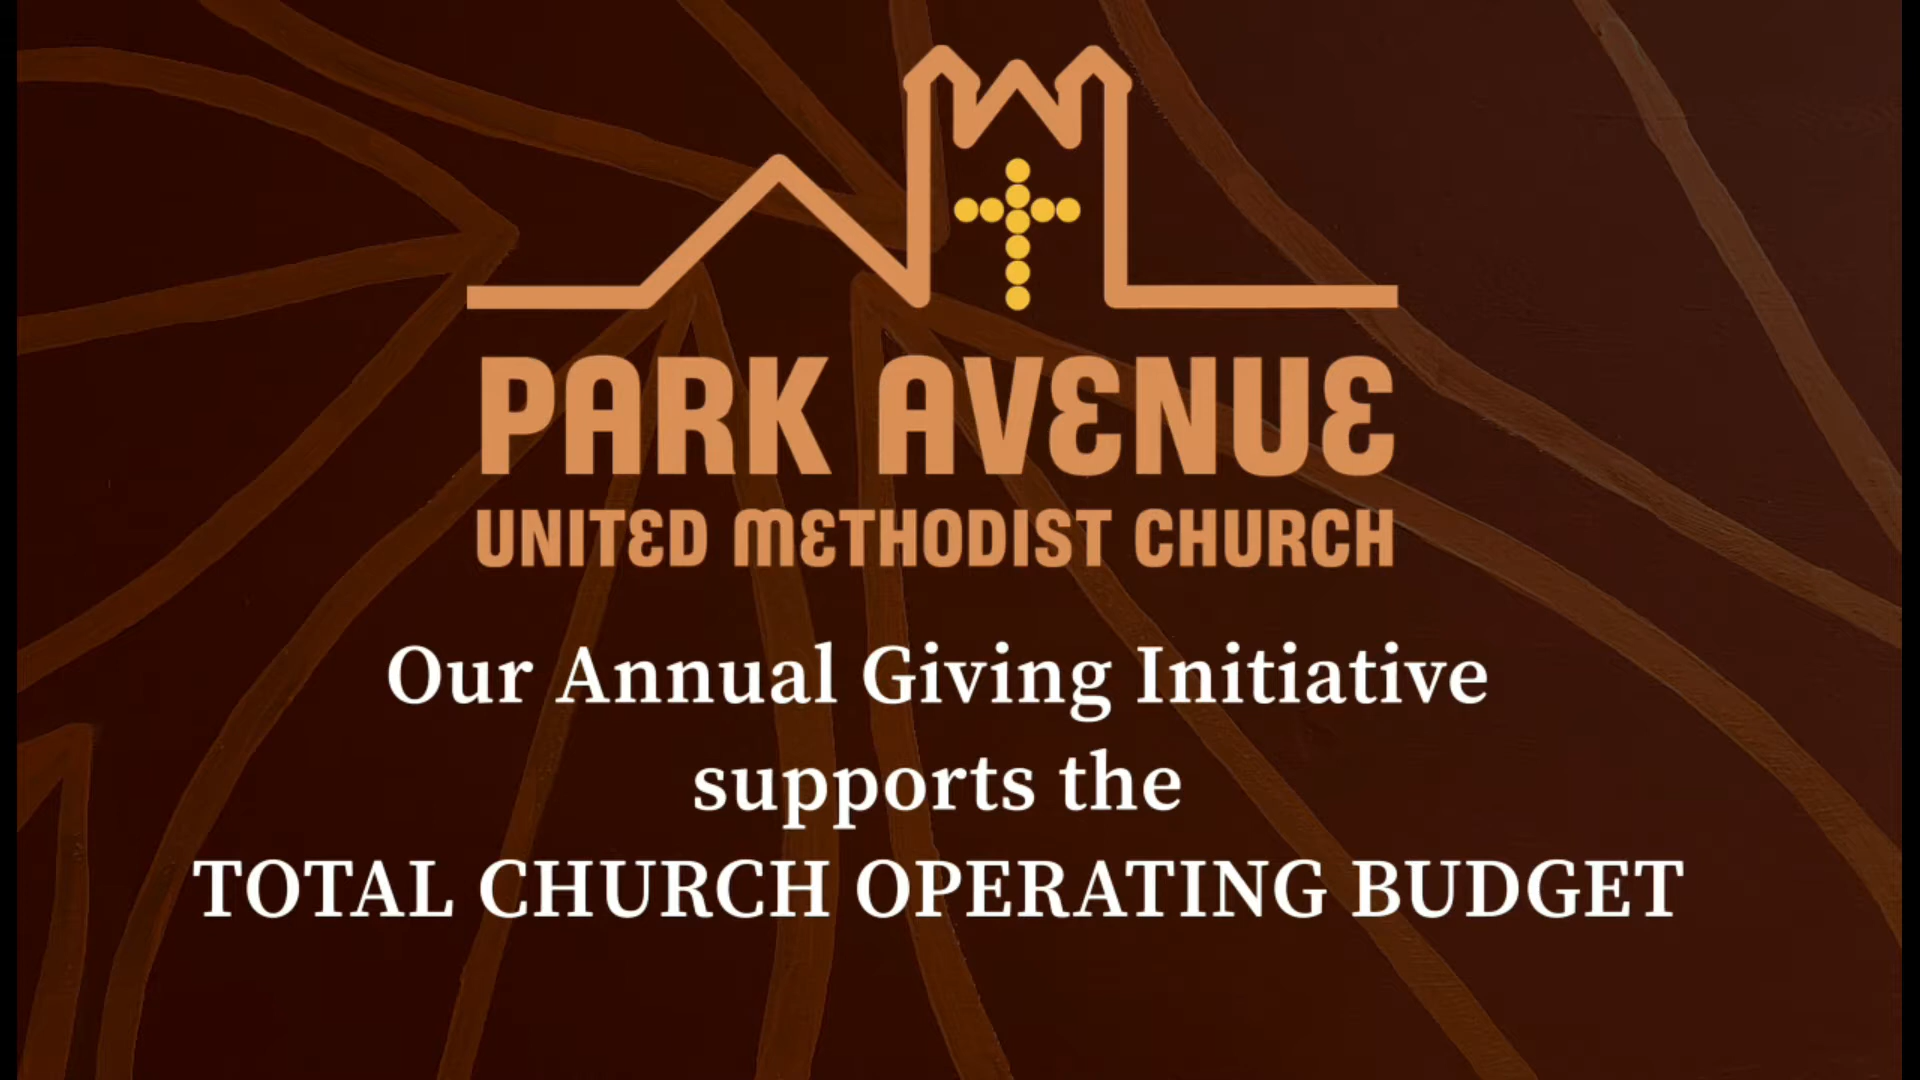 PARK AVENUE
UNITED METHODIST CHURCH
Our Annual Giving Initiative
supports the
TOTAL CHURCH OPERATING BUDGET